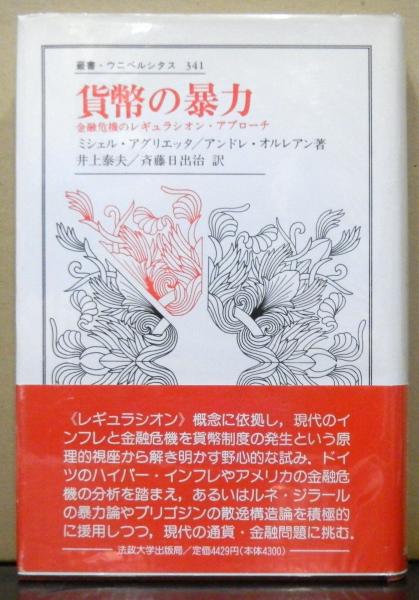 叢書・ウニベルシタス 341
貨幣の暴力
金融危機のレギュラシオン・アプローチ
ミシェル・アグリエッタ/アンドレ・オルレアン著
井上泰夫/斉藤日出治 訳
《レギュラシオン》概念に依拠し,現代のイ
ンフレと金融危機を貨幣制度の発生という原
理的視座から解き明かす野心的な試み.ドイ
ツのハイパー・インフレやアメリカの金融危
機の分析を踏まえ,あるいはルネ・ジラール
の暴力論やプリゴジンの散逸構造論を積極的
に援用しつつ,現代の通貨・金融問題に挑む.
法政大学出版局/定価4429円(本体4300)